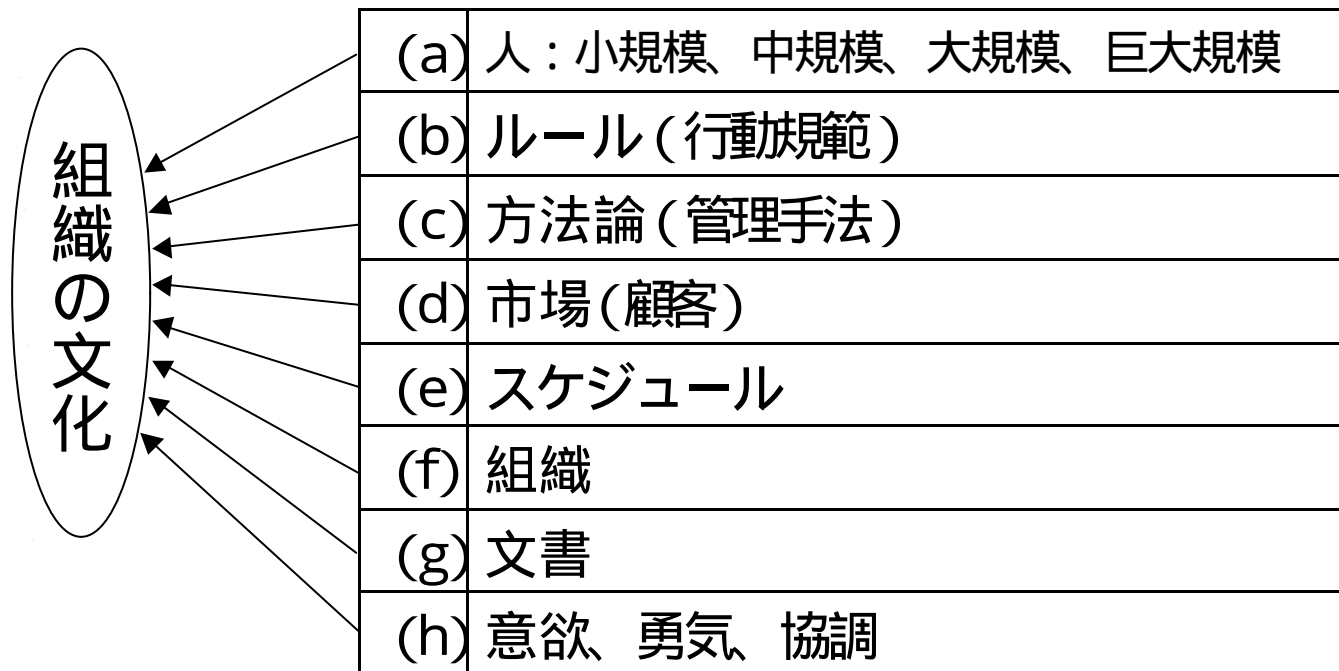 組織の文化
(a) 人:小規模、中規模、大規模、巨大規模
(b) ルール(行動規範)
(c) 方法論(管理手法)
(d) 市場(顧客)
(e) スケジュール
(f) 組織
(g) 文書
(h) 意欲、勇気、協調